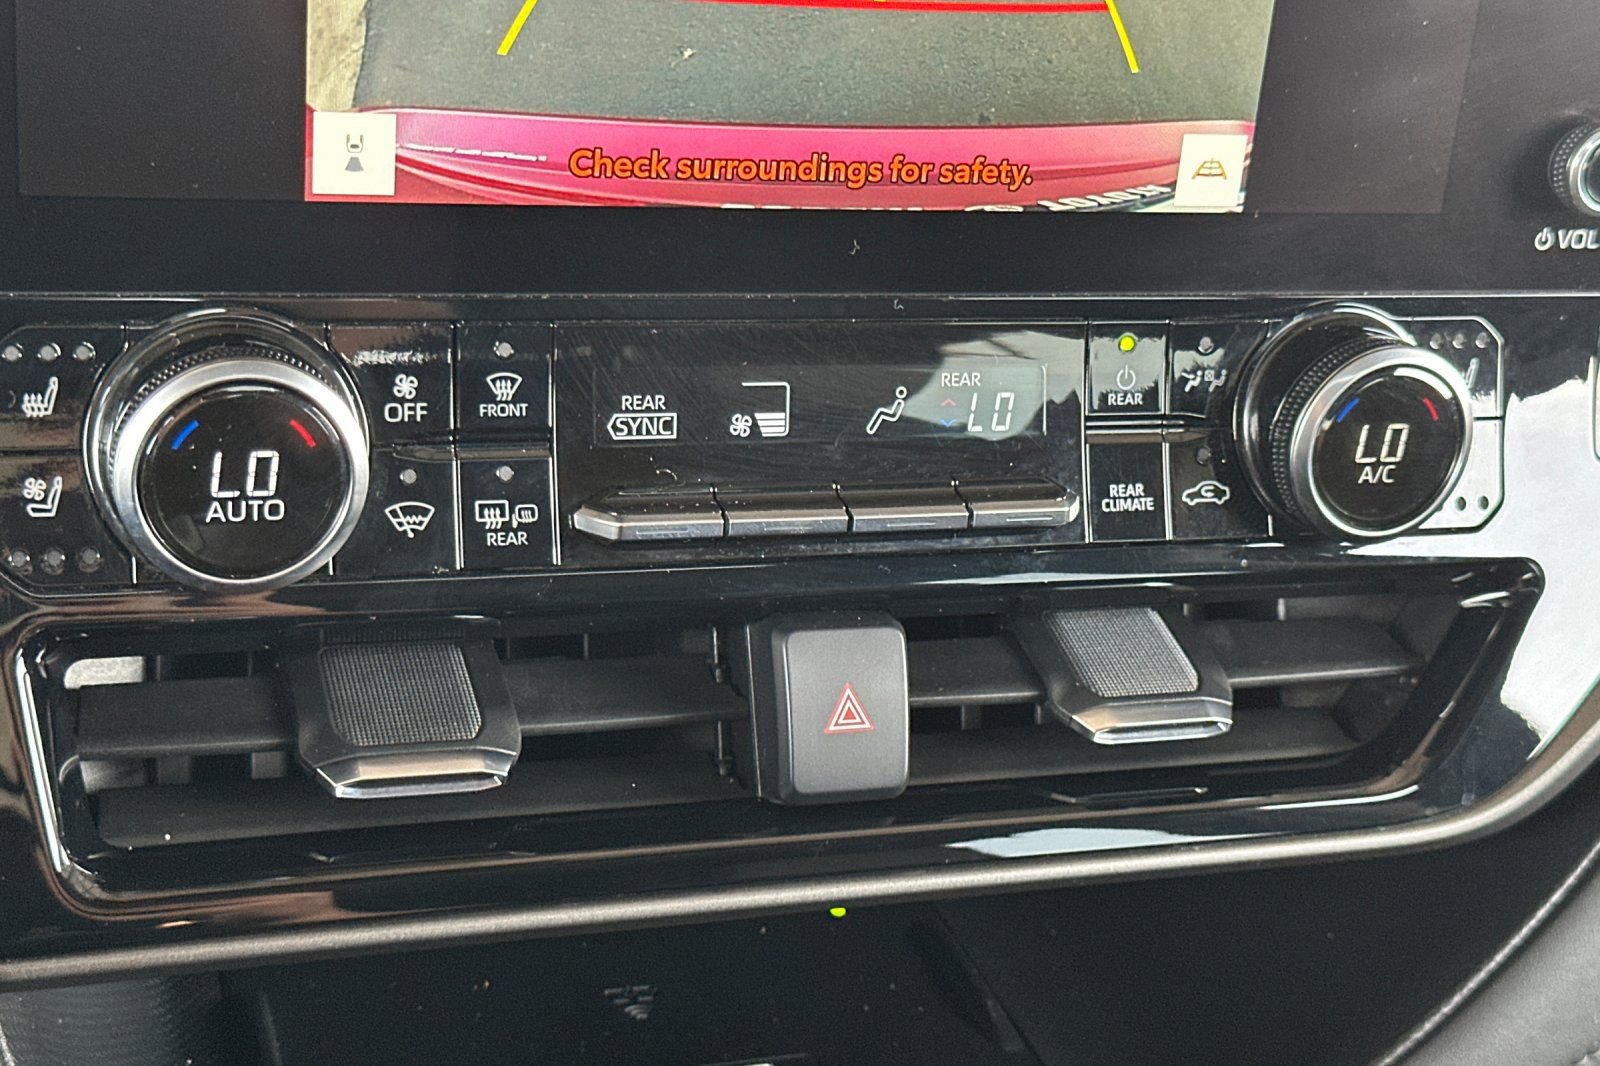 Check surroundings for safety.
VOL
OFF
FRONT
REAR
SYNC
REAR
LO
REAR
LO
AUTO
REAR
REAR
CLIMATE
LO
A/C